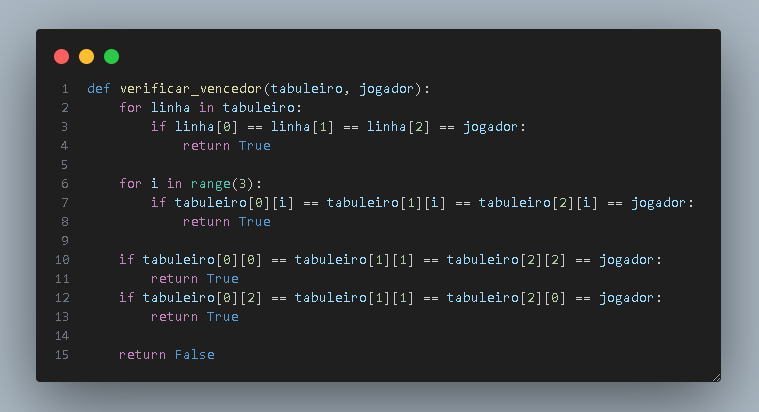 1 def verificar_vencedor(tabuleiro, jogador):
2     for linha in tabuleiro:
3         if linha[0] == linha[1] == linha[2] == jogador:
4             return True
5
6     for i in range(3):
7         if tabuleiro[0][i] == tabuleiro[1][i] == tabuleiro[2][i] == jogador:
8             return True
9
10     if tabuleiro[0][0] == tabuleiro[1][1] == tabuleiro[2][2] == jogador:
11         return True
12     if tabuleiro[0][2] == tabuleiro[1][1] == tabuleiro[2][0] == jogador:
13         return True
14
15     return False